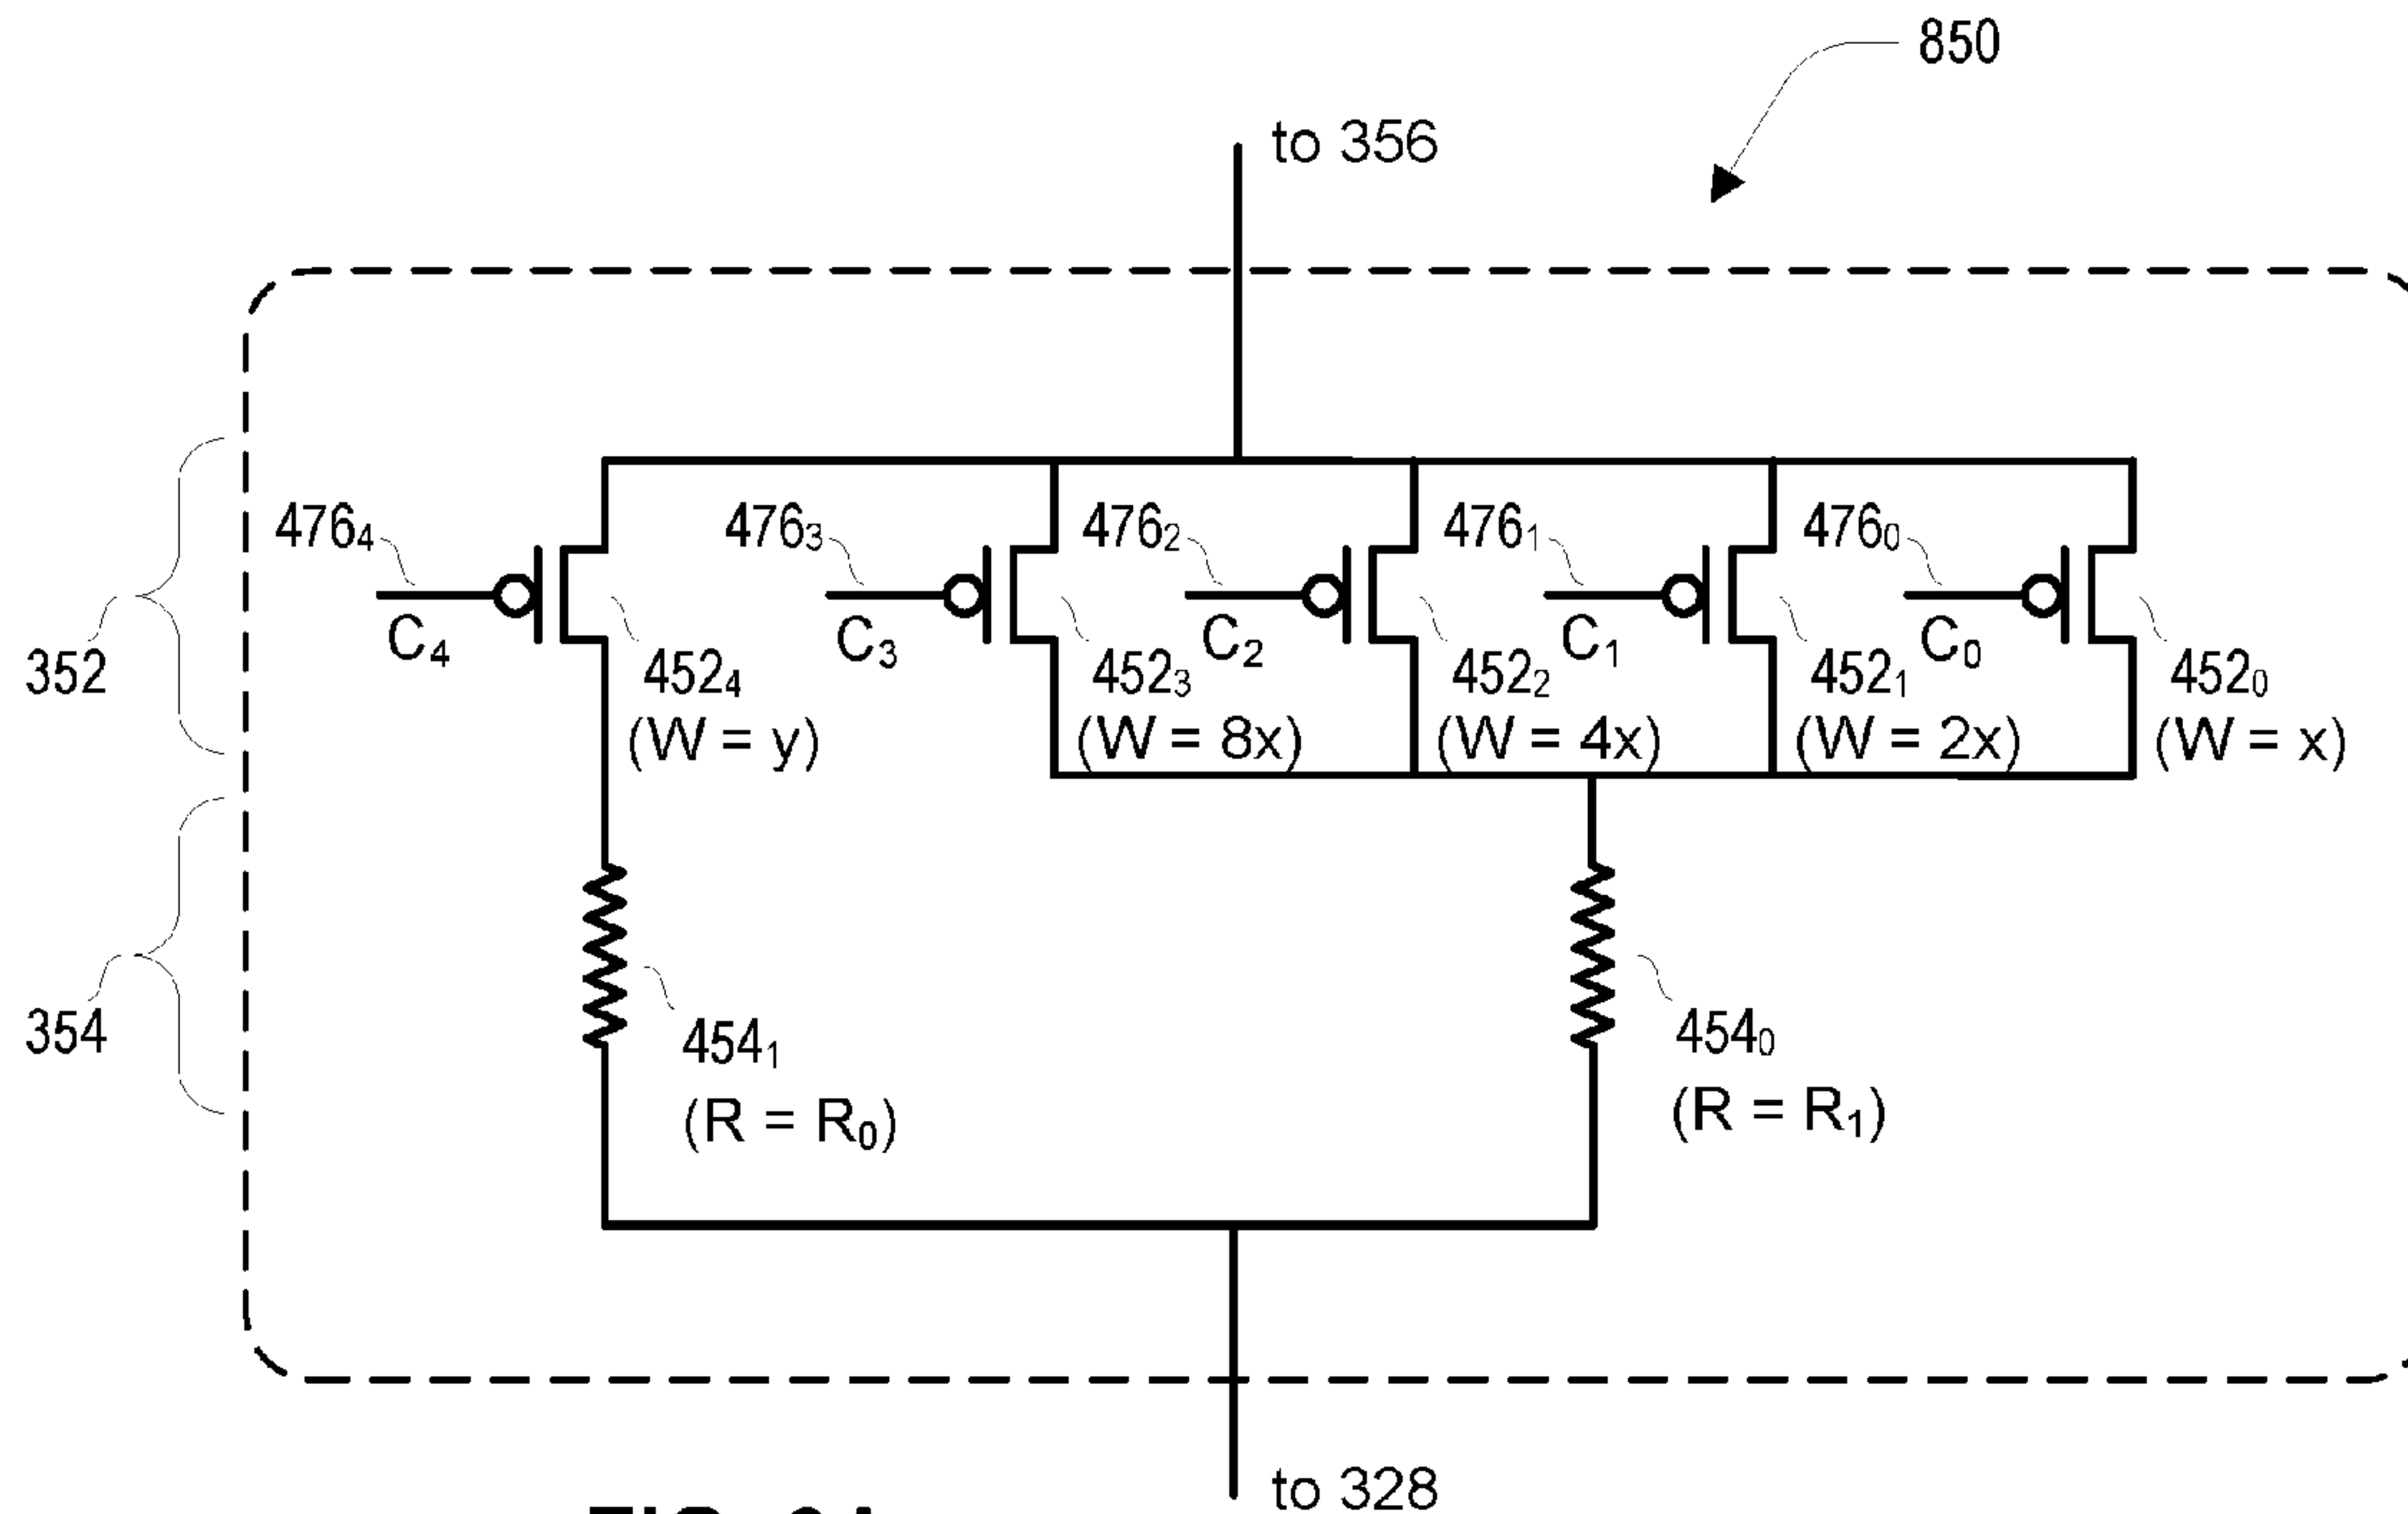 850
to 356
476₄
476₃
476₂
476₁
476₀
C₄
C₃
C₂
C₁
C₀
352
452₄
(W = y)
452₃
(W = 8x)
452₂
(W = 4x)
452₁
(W = 2x)
452₀
(W = x)
354
454₁
(R = R₀)
454₀
(R = R₁)
to 328